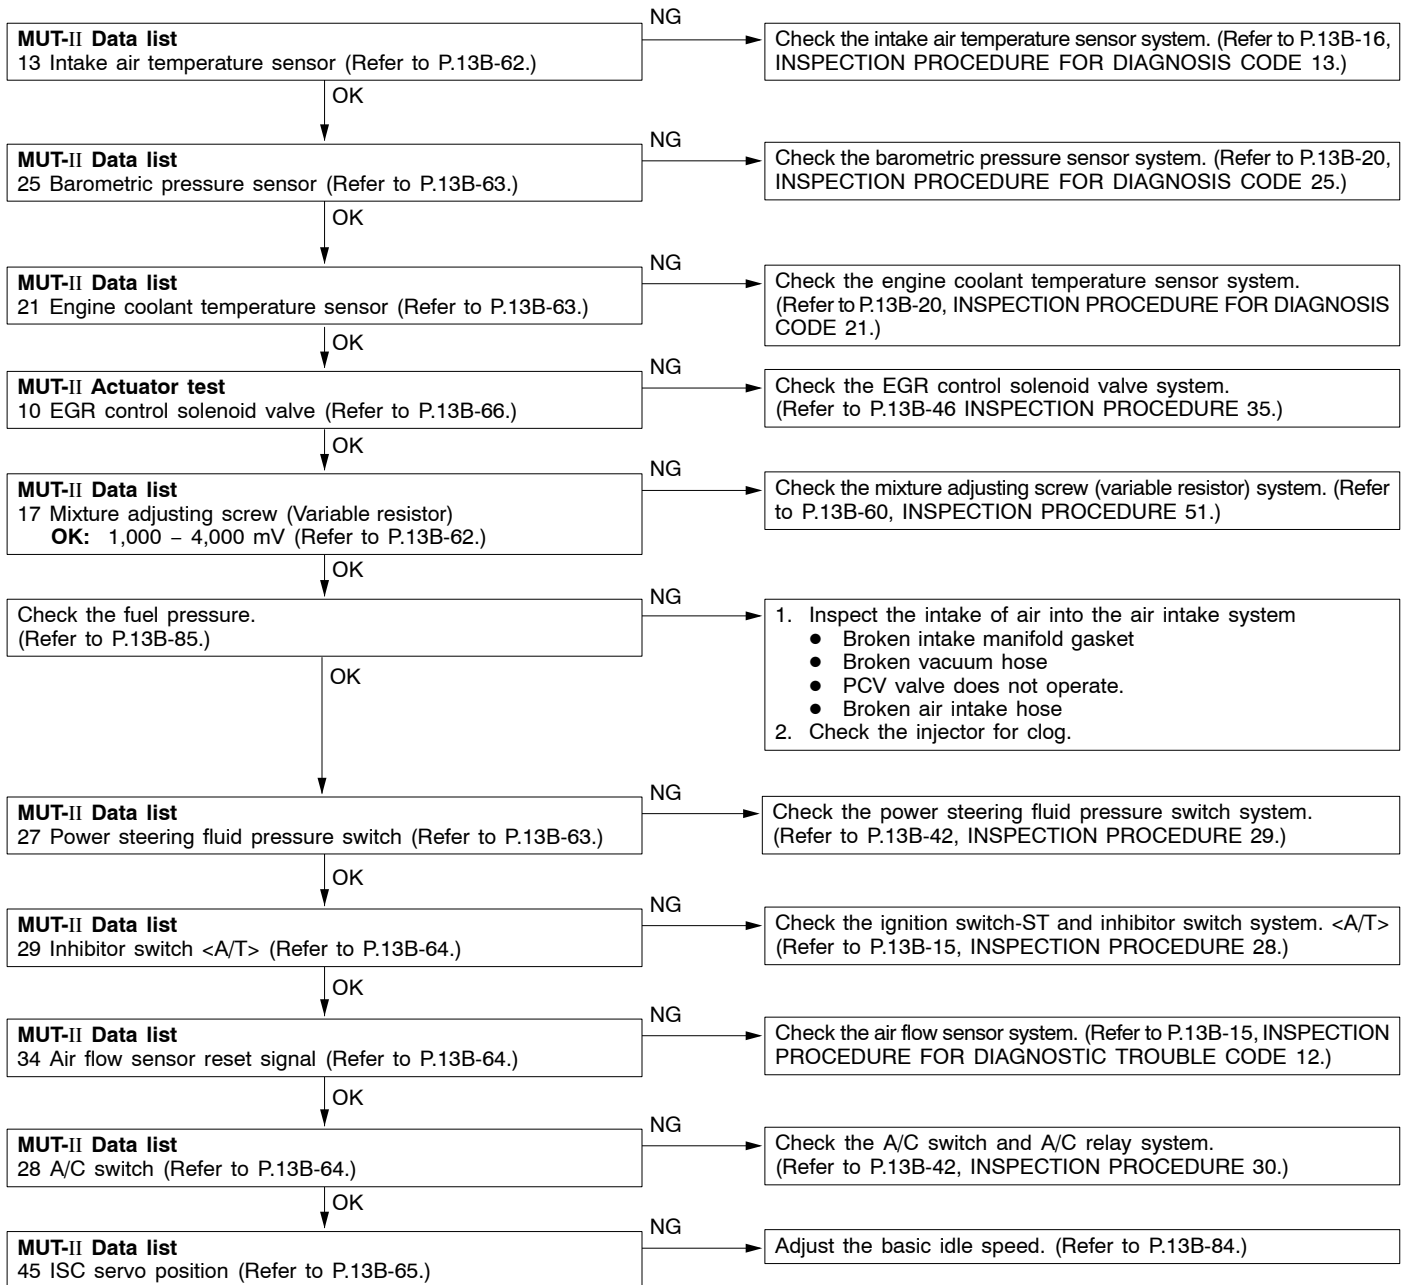 MUT-II Data list
13 Intake air temperature sensor (Refer to P.13B-62.)
NG
Check the intake air temperature sensor system. (Refer to P.13B-16,
INSPECTION PROCEDURE FOR DIAGNOSIS CODE 13.)
OK
MUT-II Data list
25 Barometric pressure sensor (Refer to P.13B-63.)
NG
Check the barometric pressure sensor system. (Refer to P.13B-20,
INSPECTION PROCEDURE FOR DIAGNOSIS CODE 25.)
OK
MUT-II Data list
21 Engine coolant temperature sensor (Refer to P.13B-63.)
NG
Check the engine coolant temperature sensor system.
(Refer to P.13B-20, INSPECTION PROCEDURE FOR DIAGNOSIS
CODE 21.)
OK
MUT-II Actuator test
10 EGR control solenoid valve (Refer to P.13B-66.)
NG
Check the EGR control solenoid valve system.
(Refer to P.13B-46 INSPECTION PROCEDURE 35.)
OK
MUT-II Data list
17 Mixture adjusting screw (Variable resistor)
OK: 1,000 – 4,000 mV (Refer to P.13B-62.)
NG
Check the mixture adjusting screw (variable resistor) system. (Refer
to P.13B-60, INSPECTION PROCEDURE 51.)
OK
Check the fuel pressure.
(Refer to P.13B-85.)
NG
1. Inspect the intake of air into the air intake system
● Broken intake manifold gasket
● Broken vacuum hose
● PCV valve does not operate.
● Broken air intake hose
2. Check the injector for clog.
OK
MUT-II Data list
27 Power steering fluid pressure switch (Refer to P.13B-63.)
NG
Check the power steering fluid pressure switch system.
(Refer to P.13B-42, INSPECTION PROCEDURE 29.)
OK
MUT-II Data list
29 Inhibitor switch <A/T> (Refer to P.13B-64.)
NG
Check the ignition switch-ST and inhibitor switch system. <A/T>
(Refer to P.13B-15, INSPECTION PROCEDURE 28.)
OK
MUT-II Data list
34 Air flow sensor reset signal (Refer to P.13B-64.)
NG
Check the air flow sensor system. (Refer to P.13B-15, INSPECTION
PROCEDURE FOR DIAGNOSTIC TROUBLE CODE 12.)
OK
MUT-II Data list
28 A/C switch (Refer to P.13B-64.)
NG
Check the A/C switch and A/C relay system.
(Refer to P.13B-42, INSPECTION PROCEDURE 30.)
OK
MUT-II Data list
45 ISC servo position (Refer to P.13B-65.)
NG
Adjust the basic idle speed. (Refer to P.13B-84.)